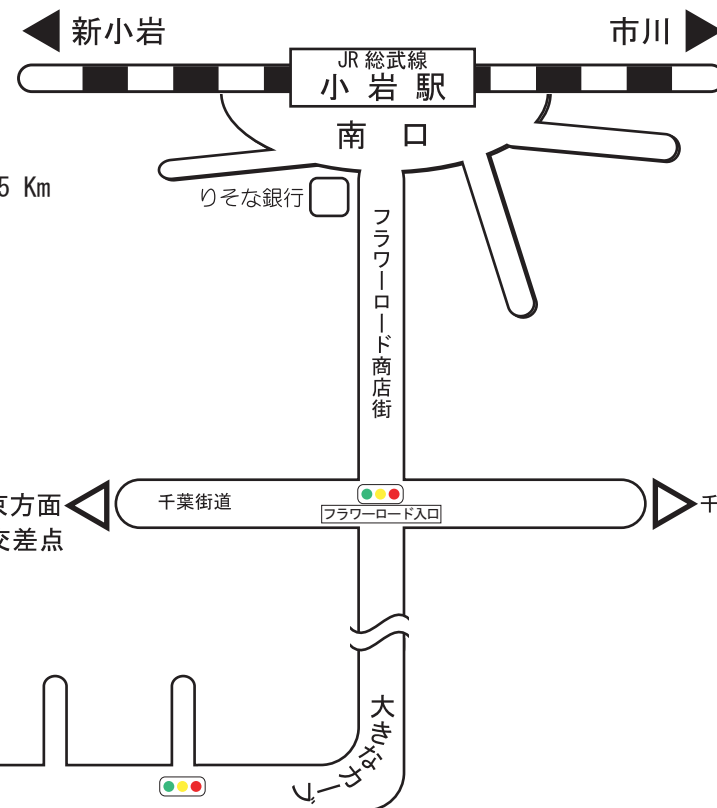 新小岩
市川
JR 総武線
小岩駅
南口
5 Km
りそな銀行
フラワーロード商店街
方面
交差点
千葉街道
フラワーロード入口
千
大きなカーブ